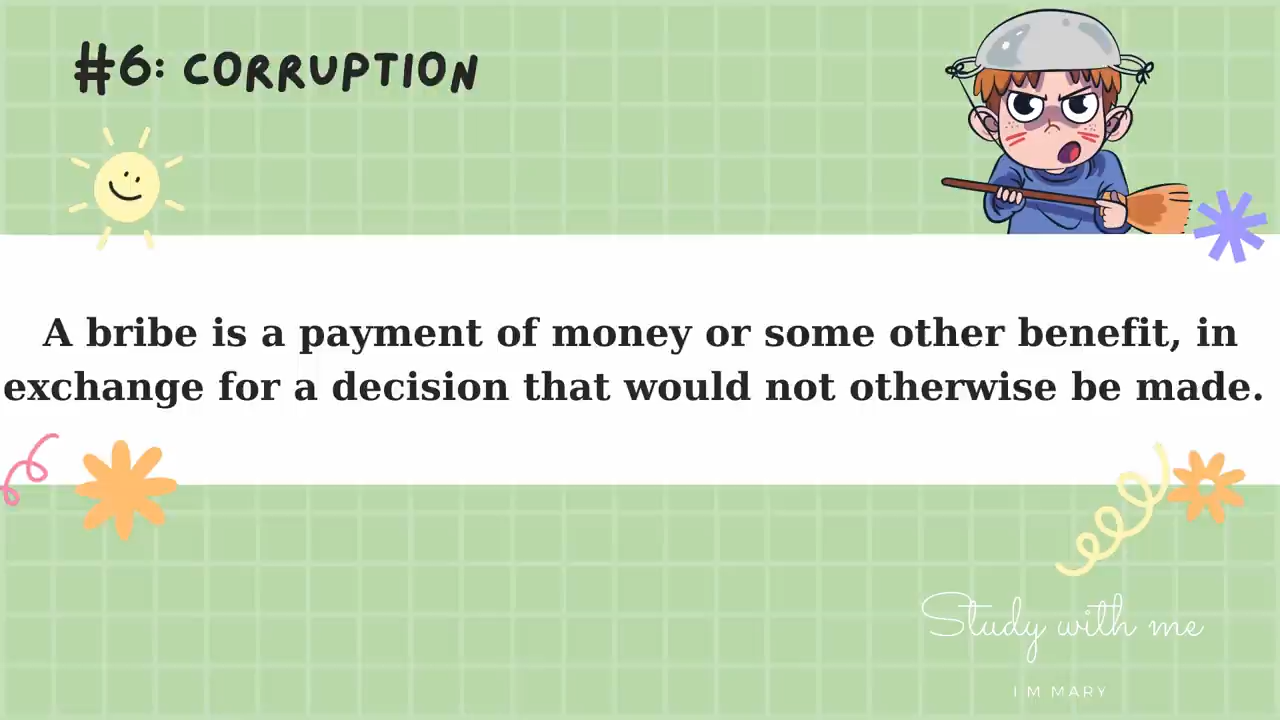 #6: CORRUPTION
A bribe is a payment of money or some other benefit, in
exchange for a decision that would not otherwise be made.
Study with me
I M MARY